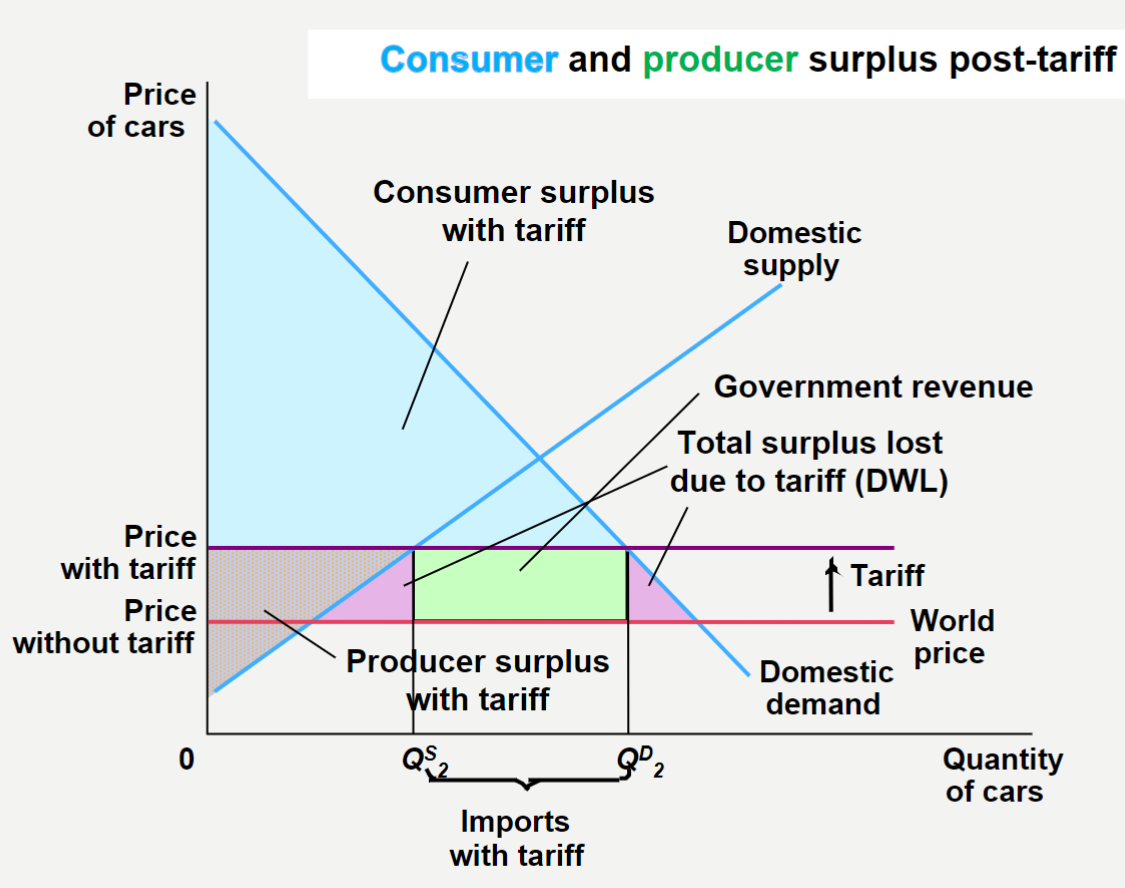 Consumer and producer surplus post-tariff
Price
of cars
Consumer surplus
with tariff
Domestic
supply
Government revenue
Total surplus lost
due to tariff (DWL)
Price
with tariff
Tariff
Price
without tariff
World
price
Producer surplus
with tariff
Domestic
demand
0
Q^S_2
Q^D_2
Quantity
of cars
Imports
with tariff